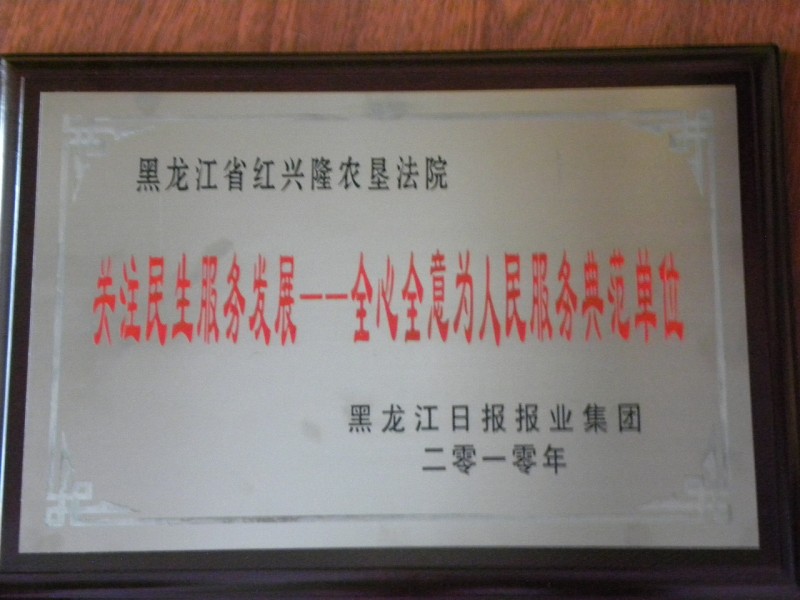 黑龙江省红兴隆农垦法院
关注民生服务发展——全心全意为人民服务典范单位
黑龙江日报报业集团
二零一零年